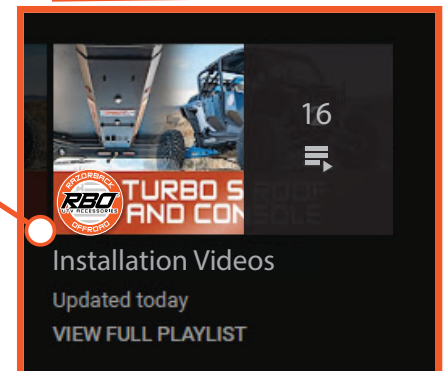 16
RAZORBACK
RBO
UTV ACCESSORIES
OFFROAD
TURBO S
AND CON
Installation Videos
Updated today
VIEW FULL PLAYLIST